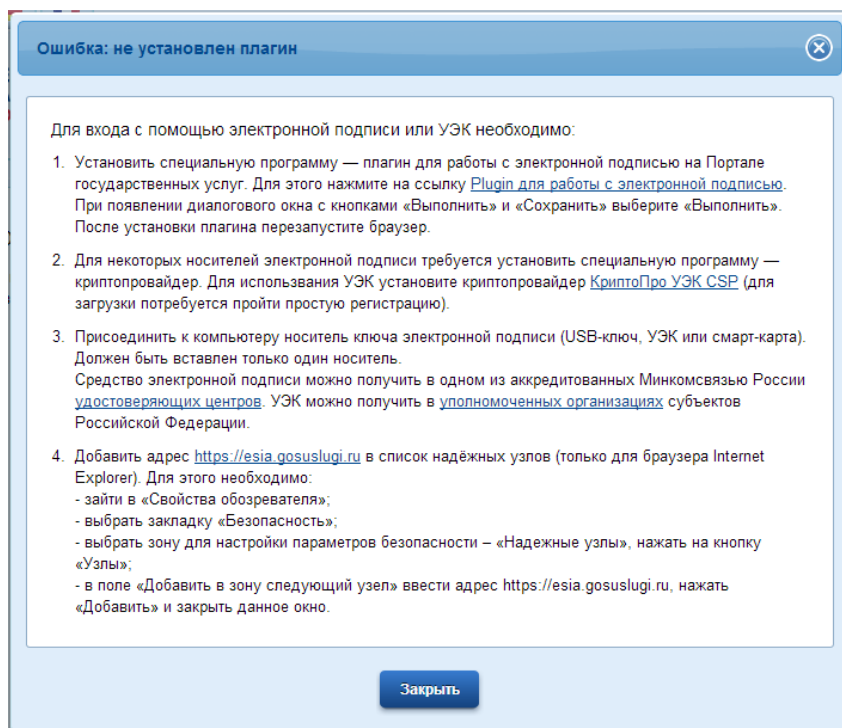 Ошибка: не установлен плагин
Для входа с помощью электронной подписи или УЭК необходимо:
1. Установить специальную программу — плагин для работы с электронной подписью на Портале
государственных услуг. Для этого нажмите на ссылку Plugin для работы с электронной подписью.
При появлении диалогового окна с кнопками «Выполнить» и «Сохранить» выберите «Выполнить».
После установки плагина перезапустите браузер.
2. Для некоторых носителей электронной подписи требуется установить специальную программу —
криптопровайдер. Для использвания УЭК установите криптопровайдер КриптоПро УЭК CSP (для
загрузки потребуется пройти простую регистрацию).
3. Присоединить к компьютеру носитель ключа электронной подписи (USB-ключ, УЭК или смарт-карта).
Должен быть вставлен только один носитель.
Средство электронной подписи можно получить в одном из аккредитованных Минкомсвязью России
удостоверяющих центров. УЭК можно получить в уполномоченных организациях субъектов
Российской Федерации.
4. Добавить адрес https://esia.gosuslugi.ru в список надёжных узлов (только для браузера Internet
Explorer). Для этого необходимо:
- зайти в «Свойства обозревателя»;
- выбрать закладку «Безопасность»;
- выбрать зону для настройки параметров безопасности – «Надежные узлы», нажать на кнопку
«Узлы»;
- в поле «Добавить в зону следующий узел» ввести адрес https://esia.gosuslugi.ru, нажать
«Добавить» и закрыть данное окно.
Закрыть